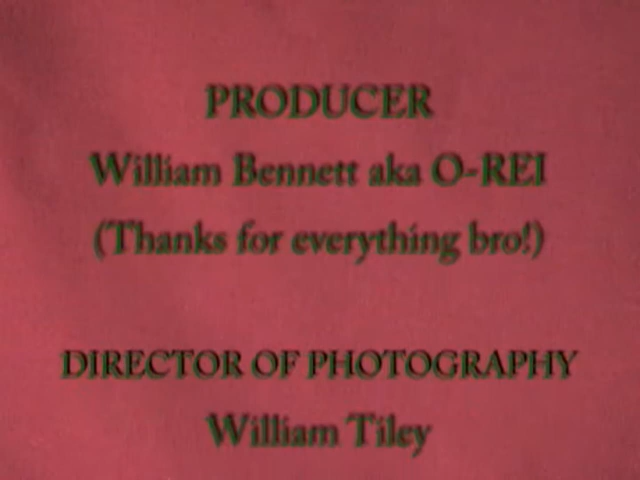 PRODUCER
William Bennett aka O-REI
(Thanks for everything bro!)
DIRECTOR OF PHOTOGRAPHY
William Tiley